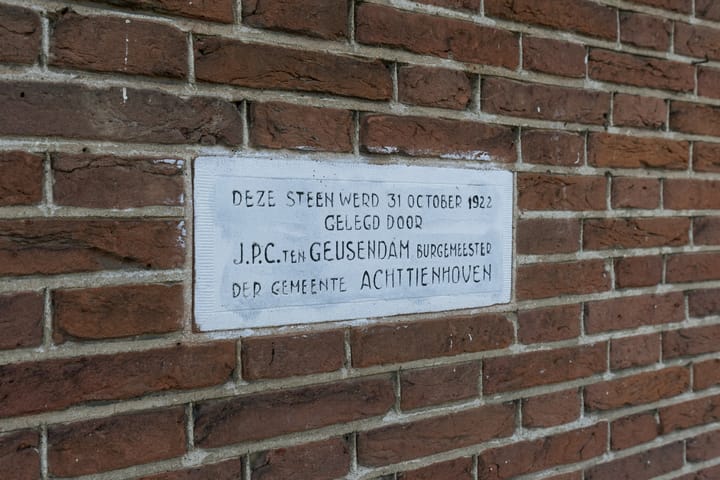 DEZE STEEN WERD 31 OCTOBER 1922
GELEGD DOOR
J.P.C. TEN GEUSENDAM BURGEMEESTER
DER GEMEENTE ACHTTIENHOVEN